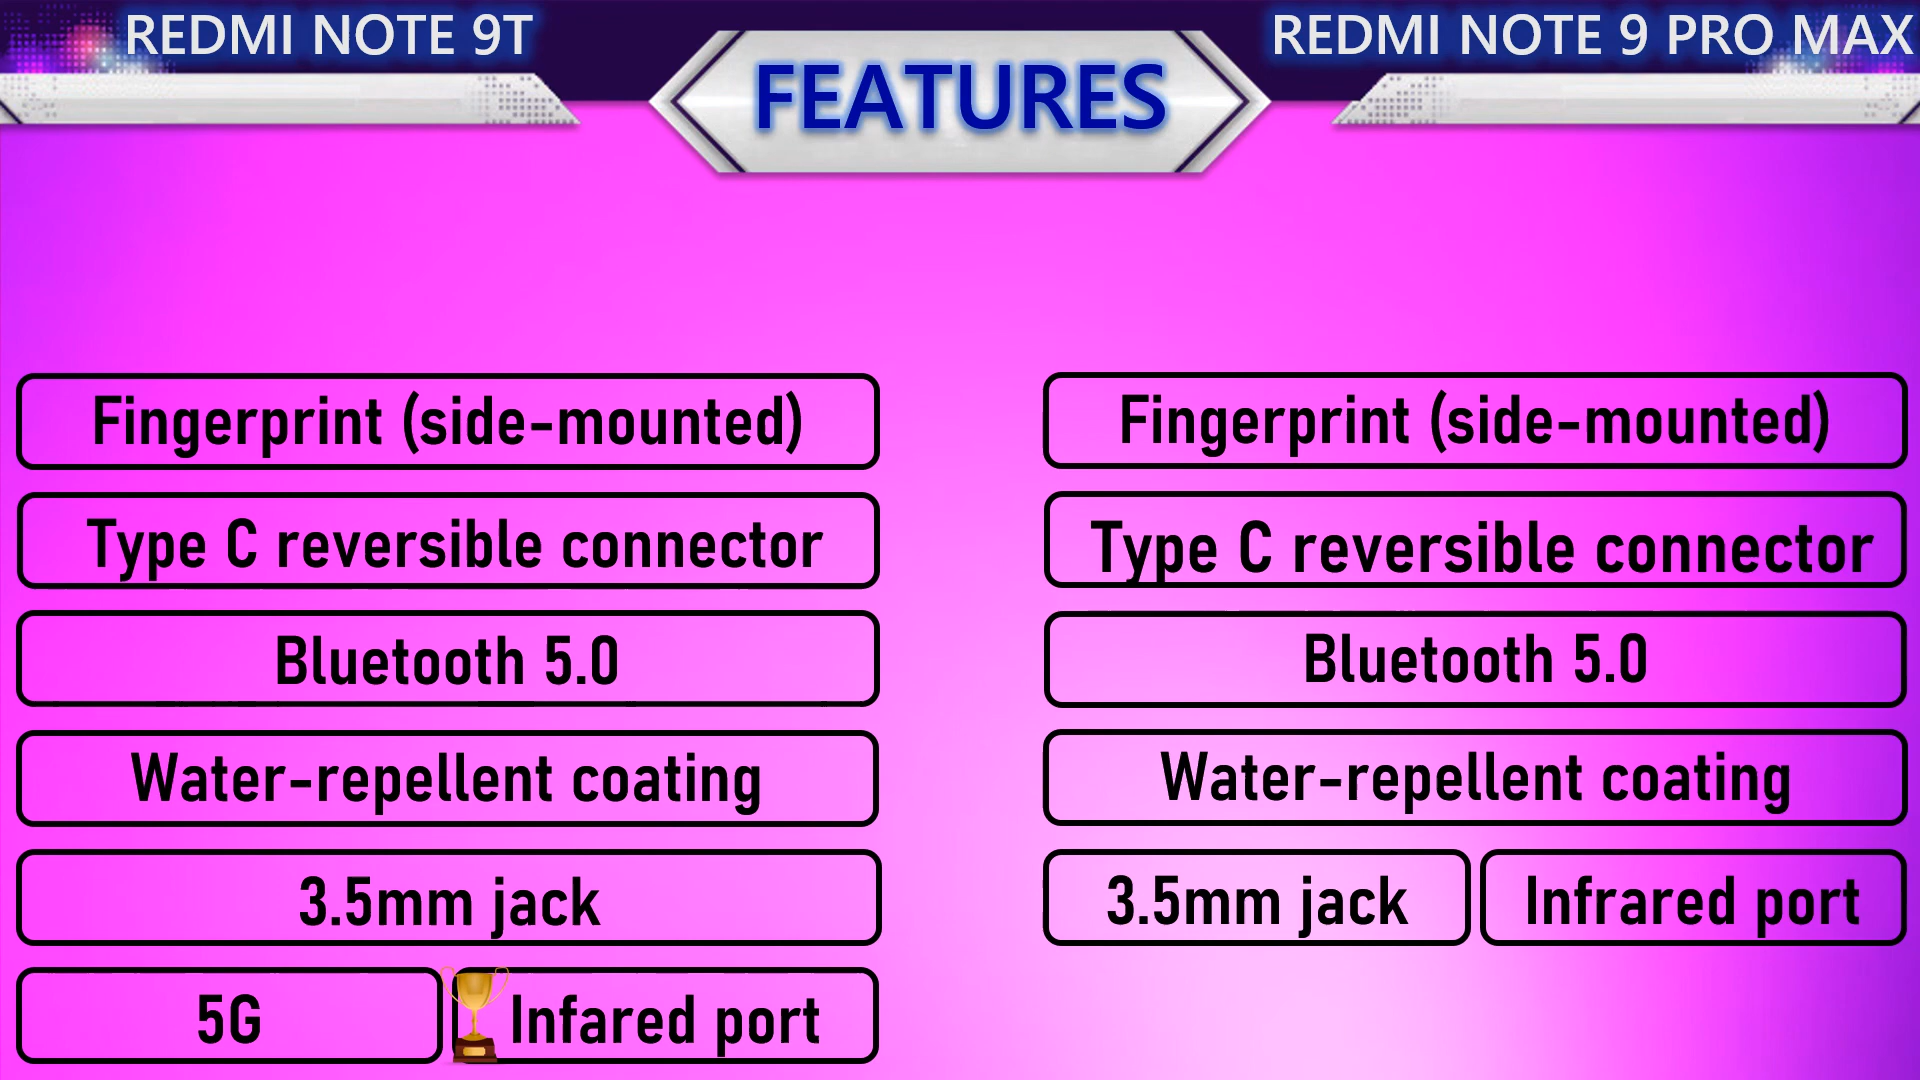 REDMI NOTE 9T
FEATURES
REDMI NOTE 9 PRO MAX
Fingerprint (side-mounted)
Type C reversible connector
Bluetooth 5.0
Water-repellent coating
3.5mm jack
5G
Infared port
Fingerprint (side-mounted)
Type C reversible connector
Bluetooth 5.0
Water-repellent coating
3.5mm jack
Infrared port